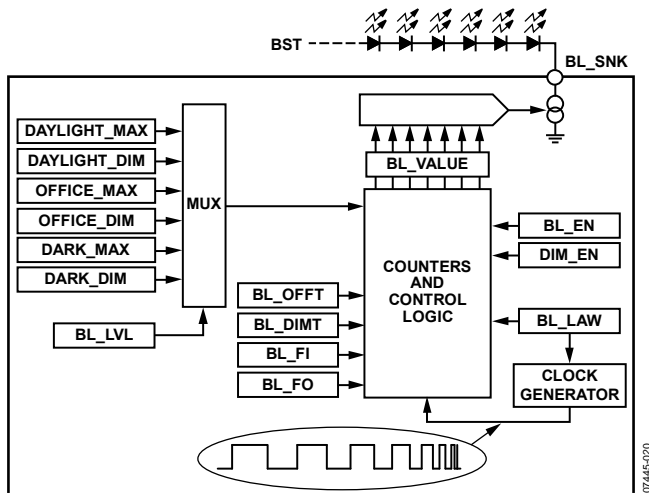 BST
BL_SNK
DAYLIGHT_MAX
DAYLIGHT_DIM
OFFICE_MAX
OFFICE_DIM
DARK_MAX
DARK_DIM
MUX
BL_LVL
BL_VALUE
COUNTERS
AND
CONTROL
LOGIC
BL_EN
DIM_EN
BL_OFFT
BL_DIMT
BL_FI
BL_FO
BL_LAW
CLOCK
GENERATOR
07445-020